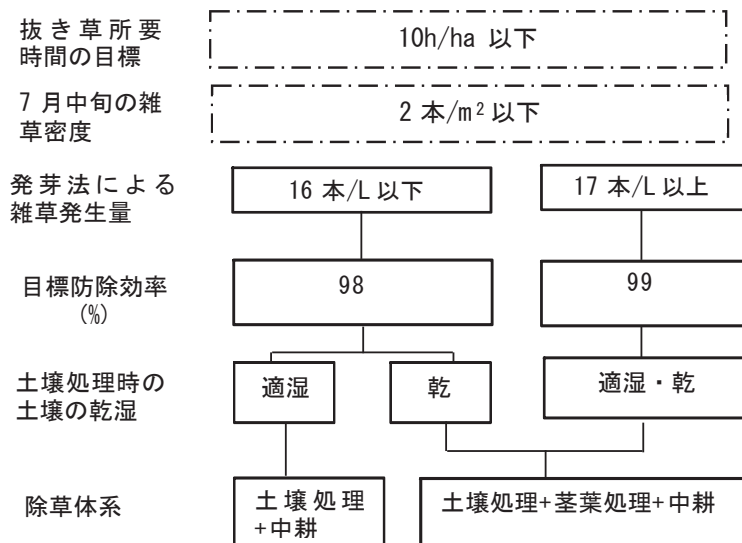 抜き草所要
時間の目標
10h/ha 以下
7月中旬の雑
草密度
2 本/m² 以下
発芽法による
雑草発生量
16 本/L 以下
17 本/L 以上
目標防除効率
(%)
98
99
土壌処理時の
土壌の乾湿
適湿
乾
適湿・乾
除草体系
土壌処理
+中耕
土壌処理+茎葉処理+中耕